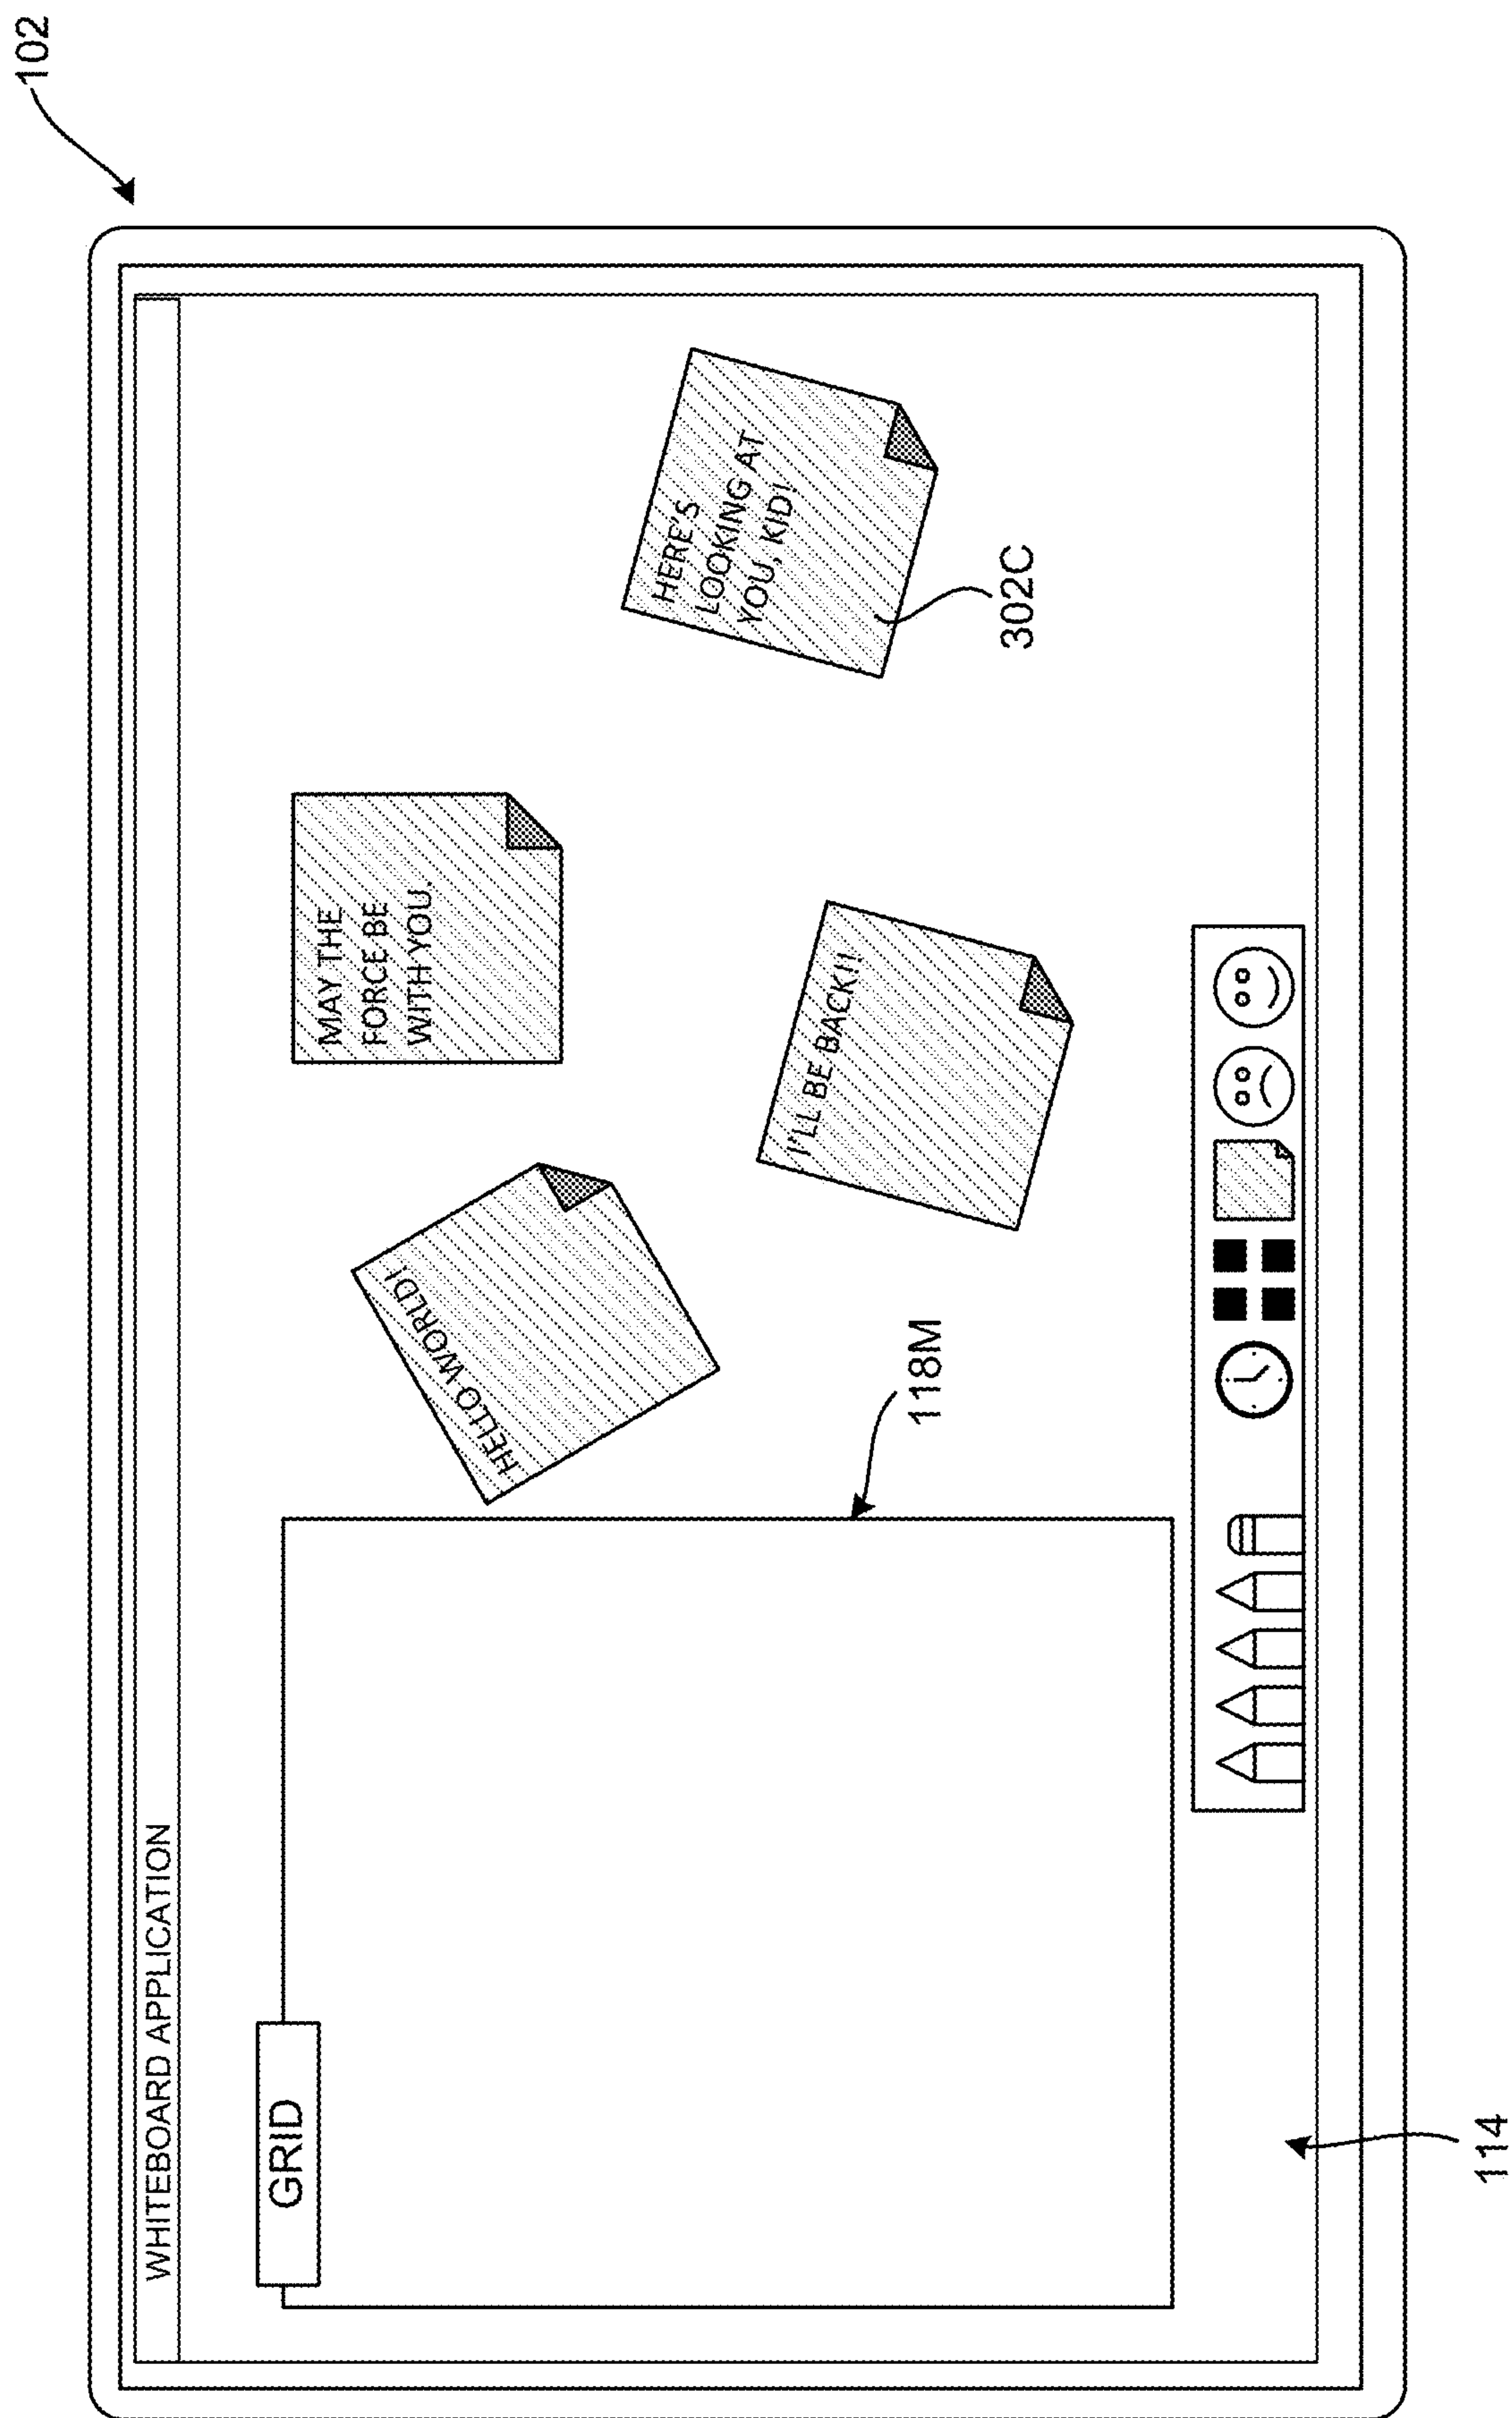 102
WHITEBOARD APPLICATION
GRID
HELLO WORLD!
MAY THE
FORCE BE
WITH YOU
HERE'S
LOOKING AT
YOU, KID!
I'LL BE BACK!!
302C
118M
114